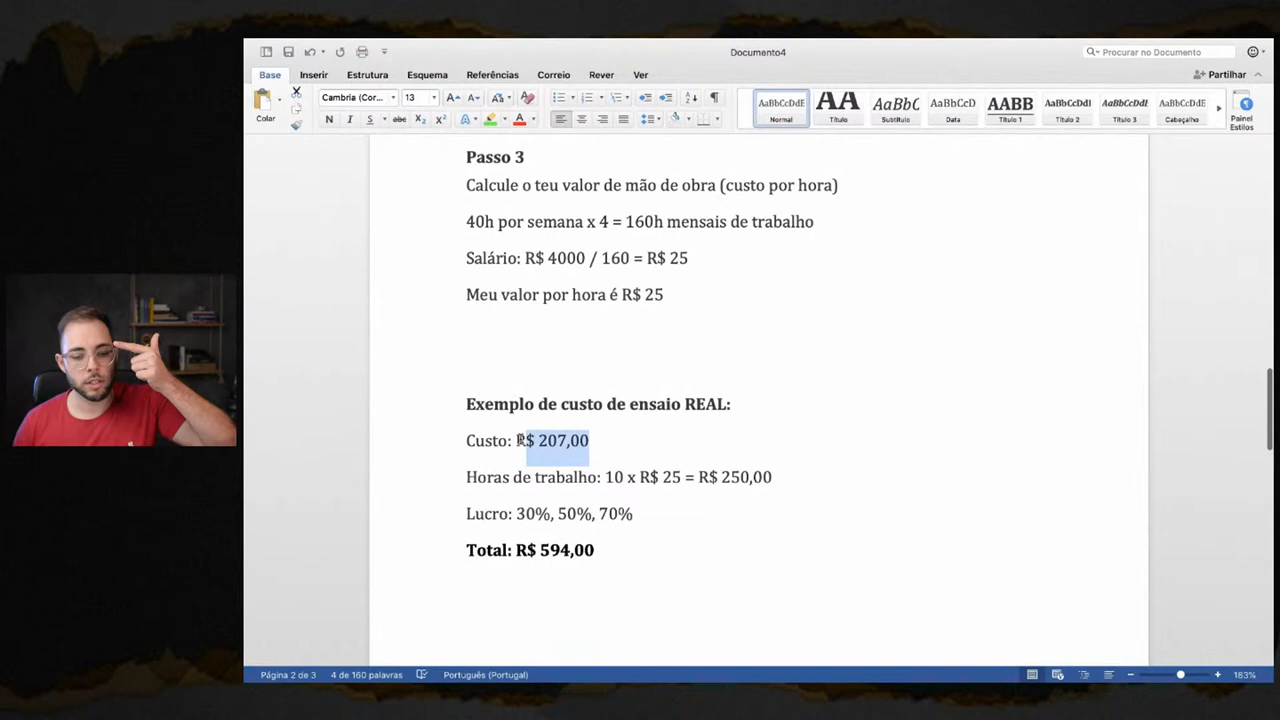 Documento4
Procurar no Documento
Base Inserir Estrutura Esquema Referências Correio Rever Ver
Partilhar
Colar
Cambria (Cor... 13
AaBbCcDdE AA AaBbC AaBbCcD AABB AaBbCcDdI AaBbCcDdE AaBbCcDdE
Normal Título Subtítulo Data Título 1 Título 2 Título 3 Cabeçalho
Painel Estilos
N I S abc X₂ X² A A
Passo 3
Calcule o teu valor de mão de obra (custo por hora)
40h por semana x 4 = 160h mensais de trabalho
Salário: R$ 4000 / 160 = R$ 25
Meu valor por hora é R$ 25
Exemplo de custo de ensaio REAL:
Custo: R$ 207,00
Horas de trabalho: 10 x R$ 25 = R$ 250,00
Lucro: 30%, 50%, 70%
Total: R$ 594,00
Página 2 de 3 4 de 160 palavras Português (Portugal) 183%